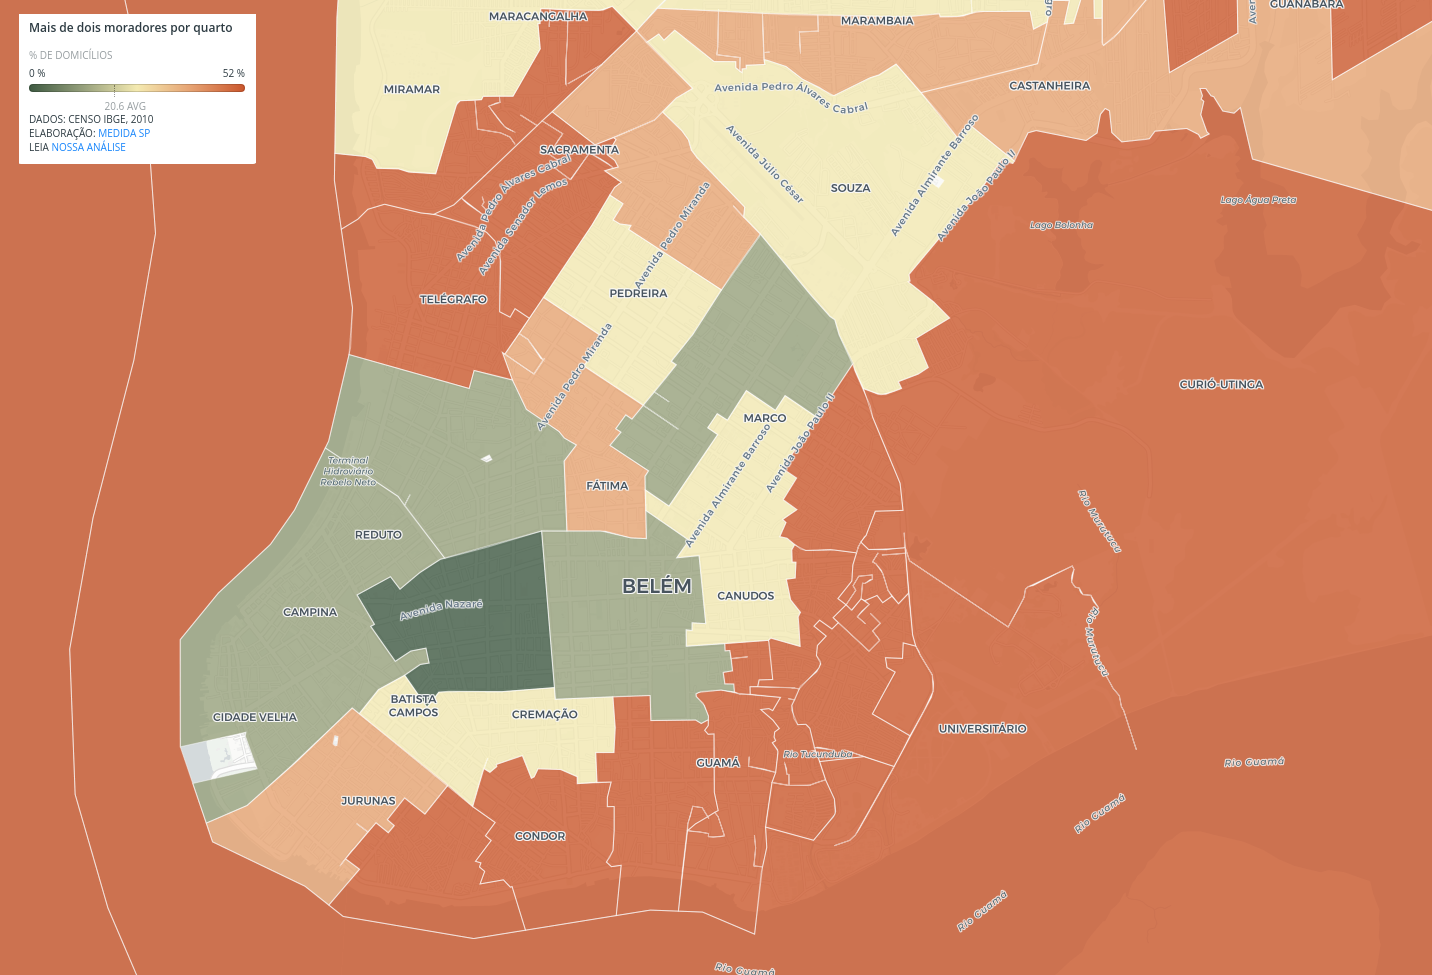 Mais de dois moradores por quarto
% DE DOMICÍLIOS
0 %
52 %
20.6 AVG
DADOS: CENSO IBGE, 2010
ELABORAÇÃO: MEDIDA SP
LEIA NOSSA ANÁLISE
MARACANGALHA
MARAMBAIA
GUANABARA
MIRAMAR
CASTANHEIRA
Avenida Pedro Álvares Cabral
SACRAMENTA
Avenida Pedro Álvares Cabral
Avenida Senador Lemos
Avenida Júlio César
Avenida Almirante Barroso
Avenida João Paulo II
SOUZA
Lago Água Preta
Lago Bolonha
Avenida Pedro Miranda
TELÉGRAFO
PEDREIRA
Avenida Pedro Miranda
CURIÓ-UTINGA
MARCO
Avenida Almirante Barroso
Avenida João Paulo II
Terminal
Hidroviário
Rebelo Neto
FÁTIMA
Rio Murutucu
REDUTO
BELÉM
CANUDOS
CAMPINA
Avenida Nazaré
Rio Murutucu
BATISTA
CAMPOS
CIDADE VELHA
CREMAÇÃO
UNIVERSITÁRIO
Rio Tucunduba
GUAMÁ
Rio Guamá
JURUNAS
CONDOR
Rio Guamá
Rio Guamá
Rio Guamá